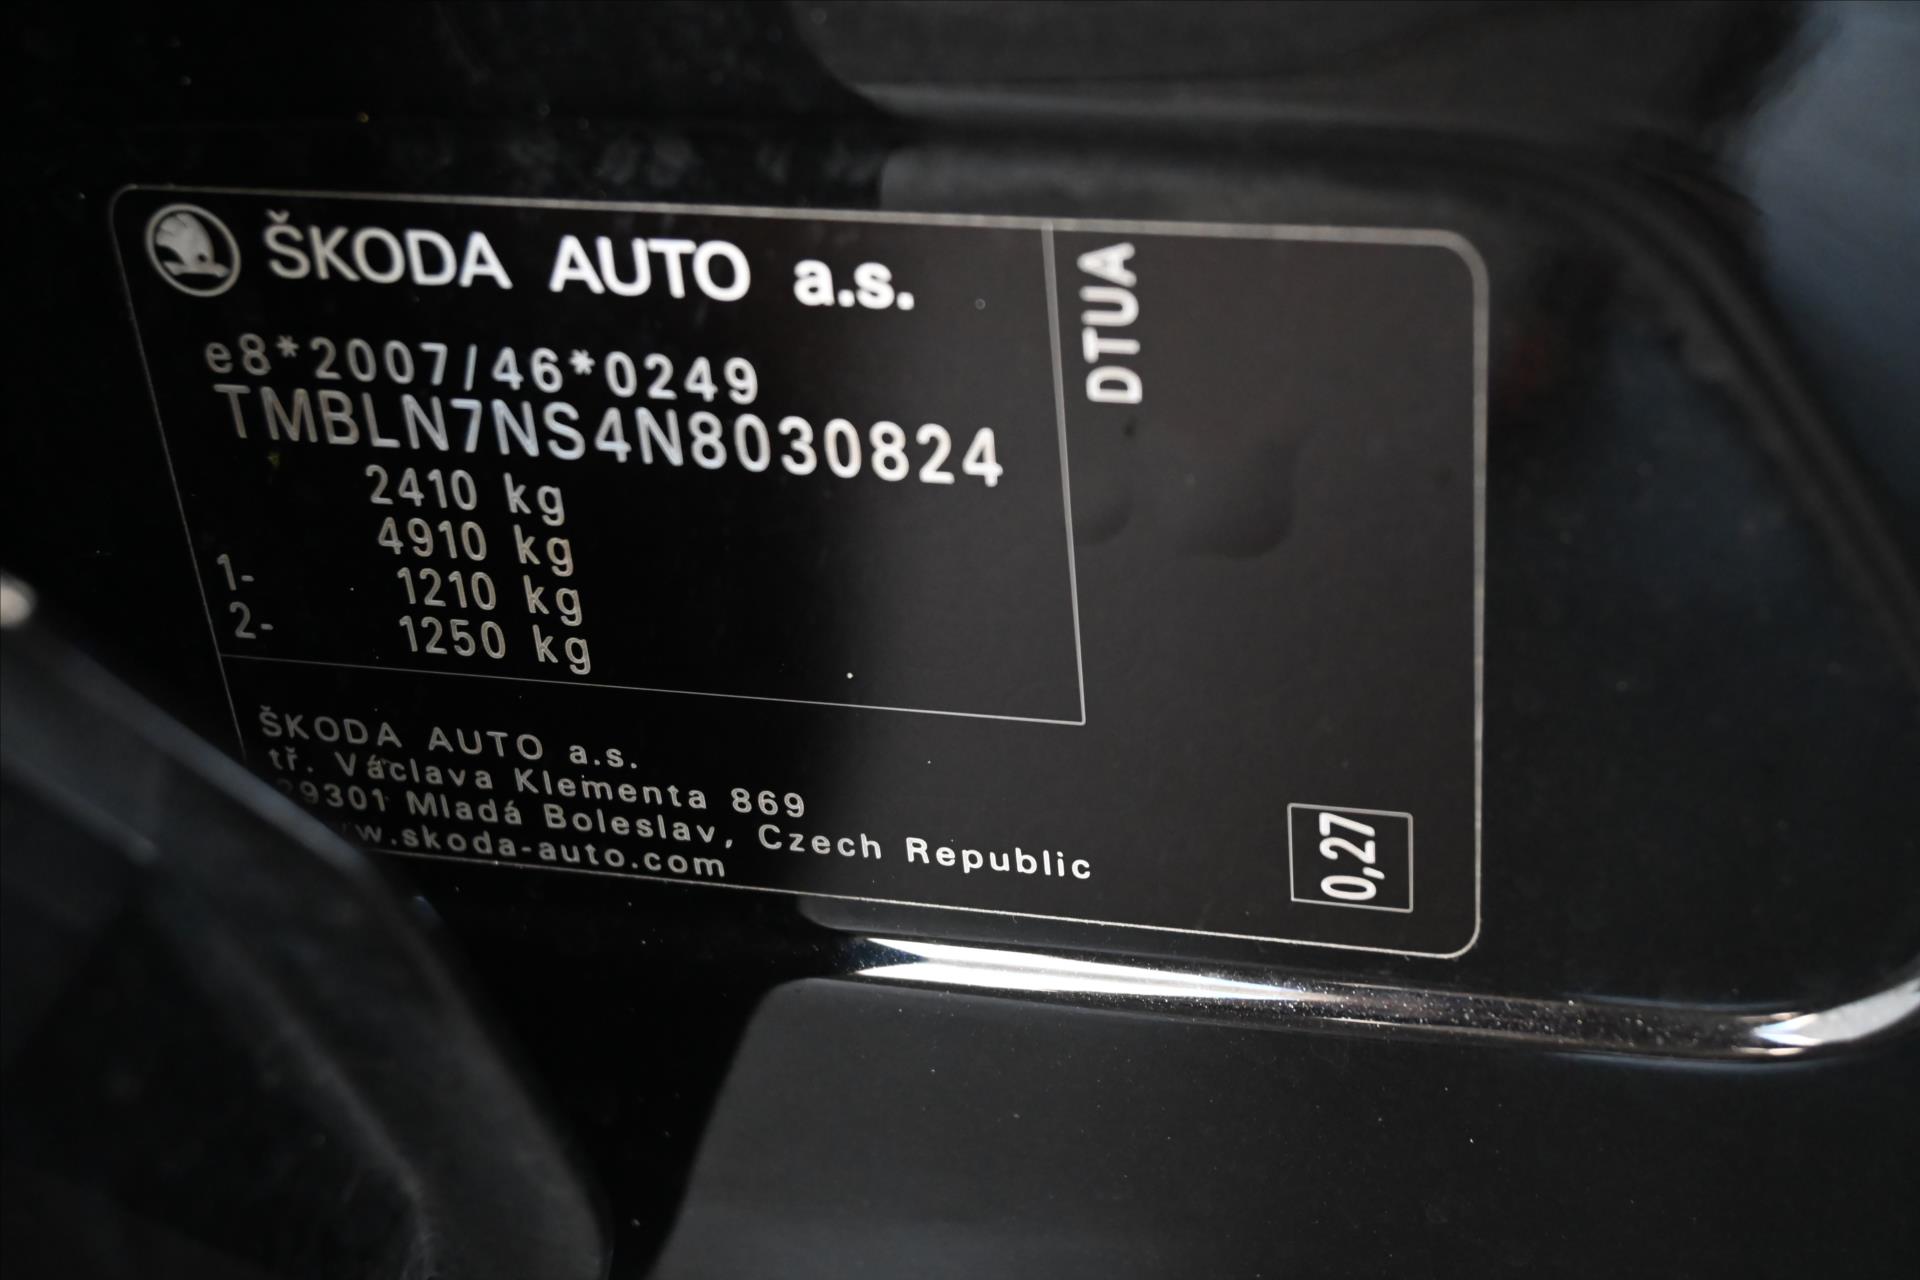 ŠKODA AUTO a.s.
e8*2007/46*0249
TMBLN7NS4N8030824
2410 kg
4910 kg
1- 1210 kg
2- 1250 kg
DTUA
ŠKODA AUTO a.s.
tř. Václava Klementa 869
29301 Mladá Boleslav, Czech Republic
w.skoda-auto.com
0,27